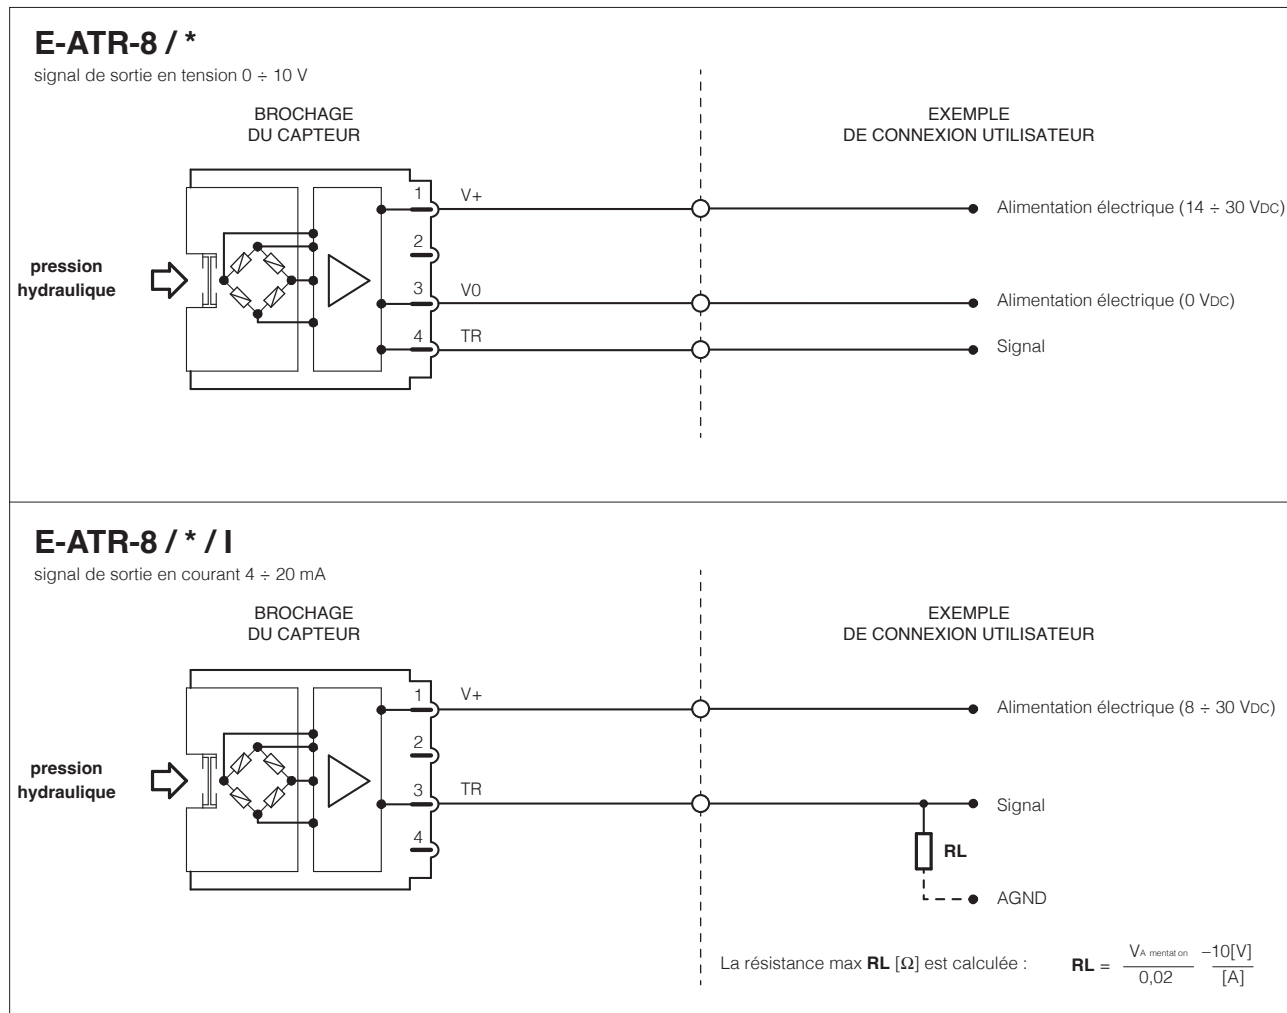 E-ATR-8 / *
signal de sortie en tension 0 ÷ 10 V
BROCHAGE
DU CAPTEUR
EXEMPLE
DE CONNEXION UTILISATEUR
1
V+
Alimentation électrique (14 ÷ 30 VDC)
2
pression
hydraulique
3
V0
Alimentation électrique (0 VDC)
4
TR
Signal
E-ATR-8 / * / I
signal de sortie en courant 4 ÷ 20 mA
BROCHAGE
DU CAPTEUR
EXEMPLE
DE CONNEXION UTILISATEUR
1
V+
Alimentation électrique (8 ÷ 30 VDC)
2
pression
hydraulique
3
TR
Signal
4
RL
AGND
La résistance max RL [Ω] est calculée :
RL =
VA mentat on −10[V]
0,02 [A]